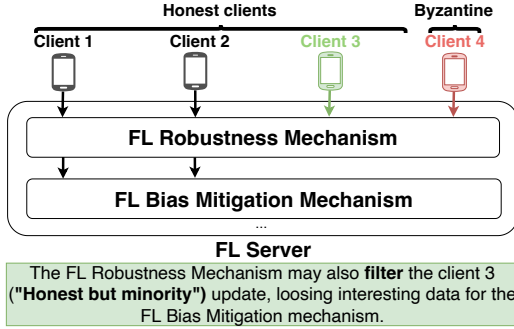 Honest clients Byzantine
Client 1 Client 2 Client 3 Client 4
FL Robustness Mechanism
FL Bias Mitigation Mechanism
...
FL Server
The FL Robustness Mechanism may also filter the client 3
("Honest but minority") update, loosing interesting data for the
FL Bias Mitigation mechanism.